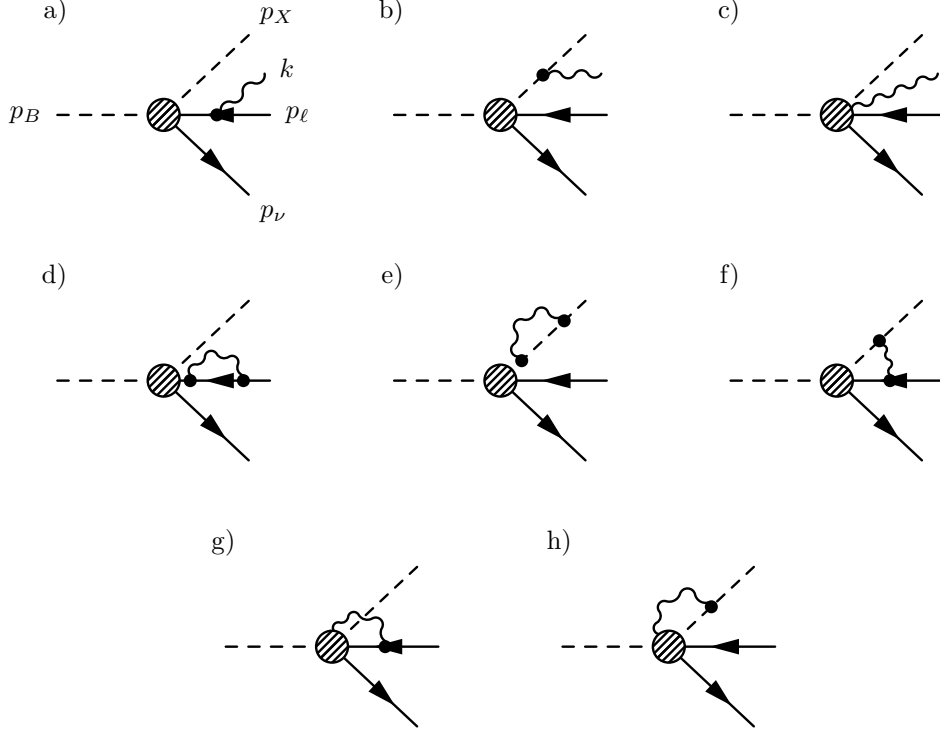 a) b) c)
p_X
k
p_B p_ℓ
p_ν
d) e) f)
g) h)